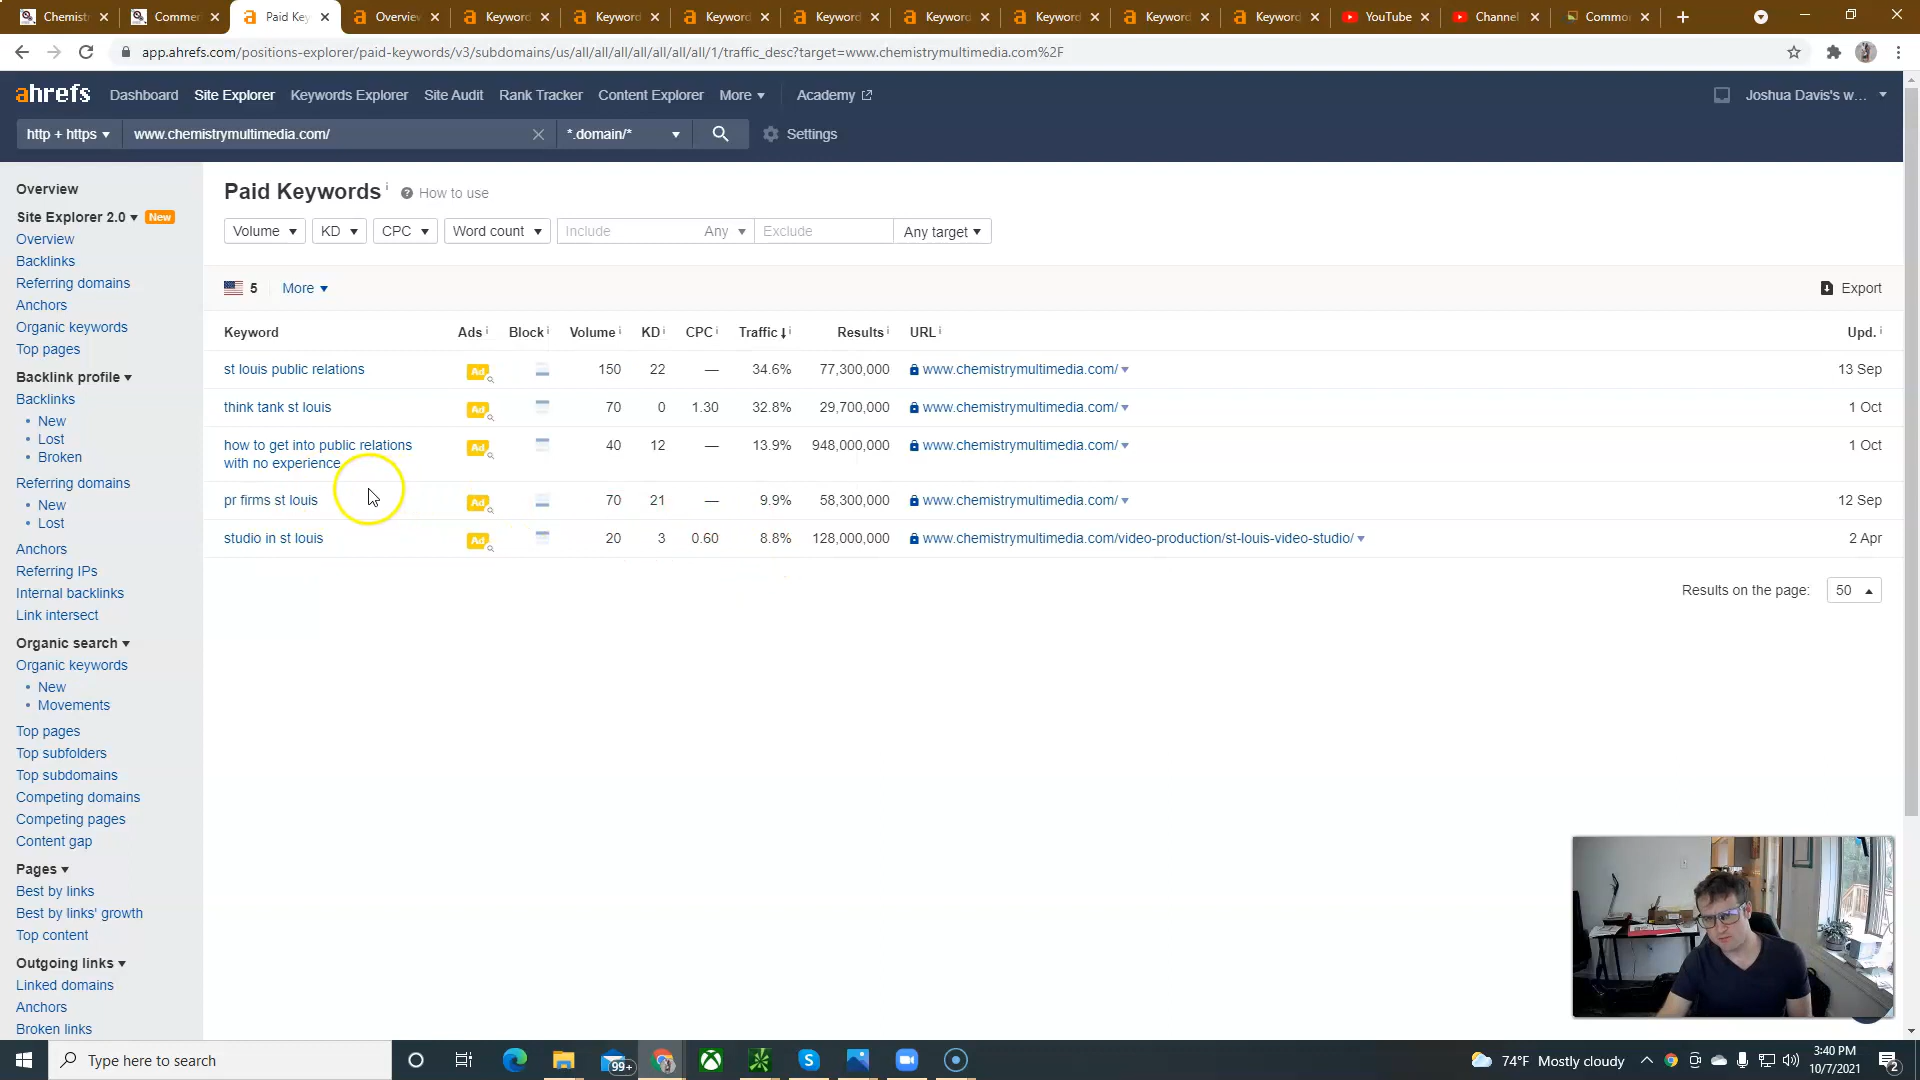 Chemist
Commer
Paid Key
Overview
Keyword
Keyword
Keyword
Keyword
Keyword
Keyword
Keyword
Keyword
YouTube
Channel
Commo
app.ahrefs.com/positions-explorer/paid-keywords/v3/subdomains/us/all/all/all/all/all/all/all/1/traffic_desc?target=www.chemistrymultimedia.com%2F
ahrefs Dashboard Site Explorer Keywords Explorer Site Audit Rank Tracker Content Explorer More Academy Joshua Davis's w...
http + https www.chemistrymultimedia.com/ *.domain/* Settings
Overview
Site Explorer 2.0 New
Overview
Backlinks
Referring domains
Anchors
Organic keywords
Top pages
Backlink profile
Backlinks
• New
• Lost
• Broken
Referring domains
• New
• Lost
Anchors
Referring IPs
Internal backlinks
Link intersect
Organic search
Organic keywords
• New
• Movements
Top pages
Top subfolders
Top subdomains
Competing domains
Competing pages
Content gap
Pages
Best by links
Best by links' growth
Top content
Outgoing links
Linked domains
Anchors
Broken links
Paid Keywords i ? How to use
Volume KD CPC Word count Include Any Exclude Any target
5 More Export
Keyword Ads i Block i Volume i KD i CPC i Traffic ↓ i Results i URL i Upd. i
st louis public relations Ad 150 22 — 34.6% 77,300,000 www.chemistrymultimedia.com/ 13 Sep
think tank st louis Ad 70 0 1.30 32.8% 29,700,000 www.chemistrymultimedia.com/ 1 Oct
how to get into public relations Ad 40 12 — 13.9% 948,000,000 www.chemistrymultimedia.com/ 1 Oct
with no experience
pr firms st louis Ad 70 21 — 9.9% 58,300,000 www.chemistrymultimedia.com/ 12 Sep
studio in st louis Ad 20 3 0.60 8.8% 128,000,000 www.chemistrymultimedia.com/video-production/st-louis-video-studio/ 2 Apr
Results on the page: 50
Type here to search
99+
74°F Mostly cloudy
3:40 PM
10/7/2021
2